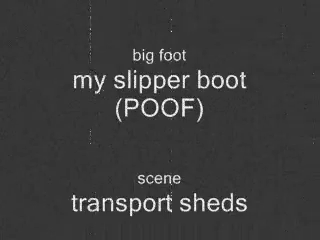 big foot
my slipper boot
(POOF)
scene
transport sheds